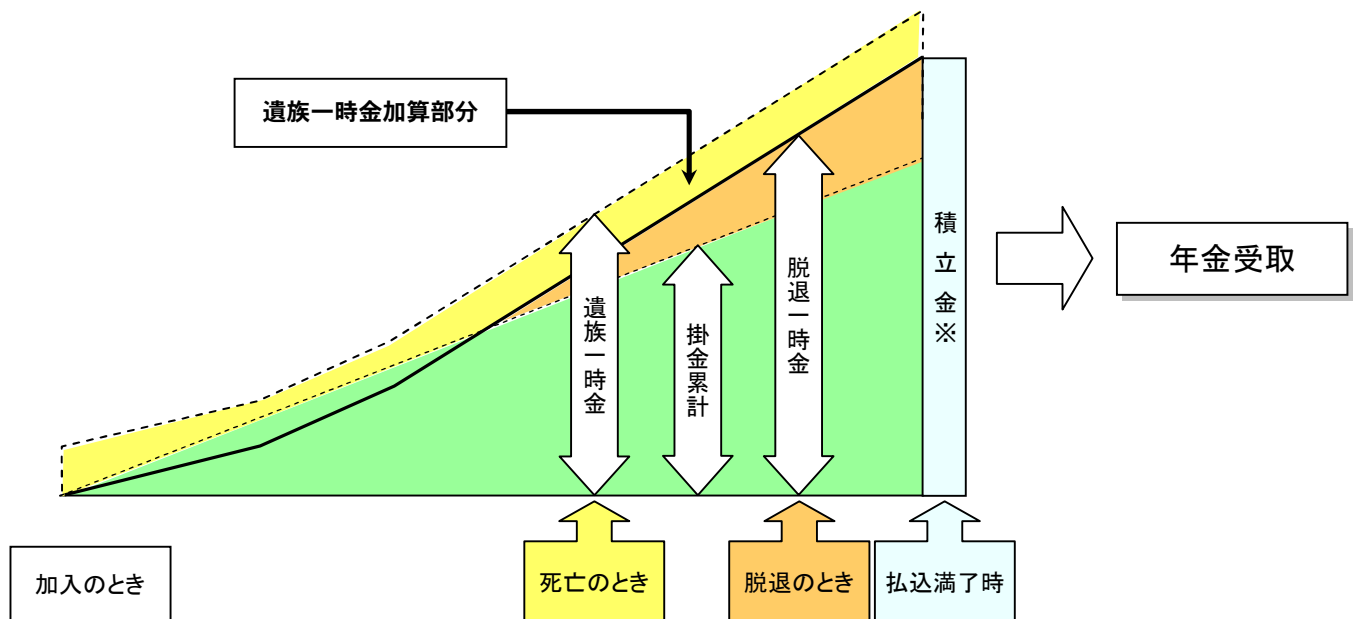 遺族一時金加算部分
遺族一時金
掛金累計
脱退一時金
積立金※
年金受取
加入のとき
死亡のとき
脱退のとき
払込満了時